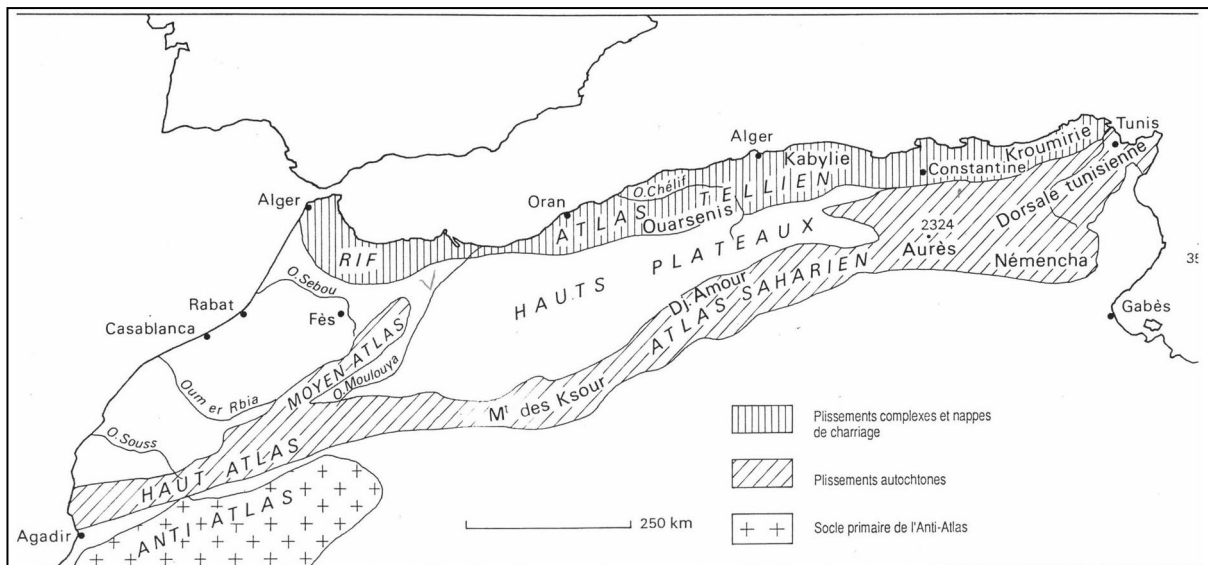 Tunis
Alger
Kroumirie
Kabylie
Constantine
O.Chélif
Dorsale tunisienne
Oran
ATLAS TELLIEN
Alger
Ouarsenis
2324
RIF
HAUTS PLATEAUX
Aurès
Némencha
35
O.Sebou
Dj. Amour
ATLAS SAHARIEN
Rabat
Fès
Gabès
Casablanca
MOYEN ATLAS
O.Moulouya
Oum er Rbia
Mt des Ksour
Plissements complexes et nappes
de charriage
O.Souss
HAUT ATLAS
Plissements autochtones
ANTI ATLAS
250 km
Socle primaire de l'Anti-Atlas
Agadir